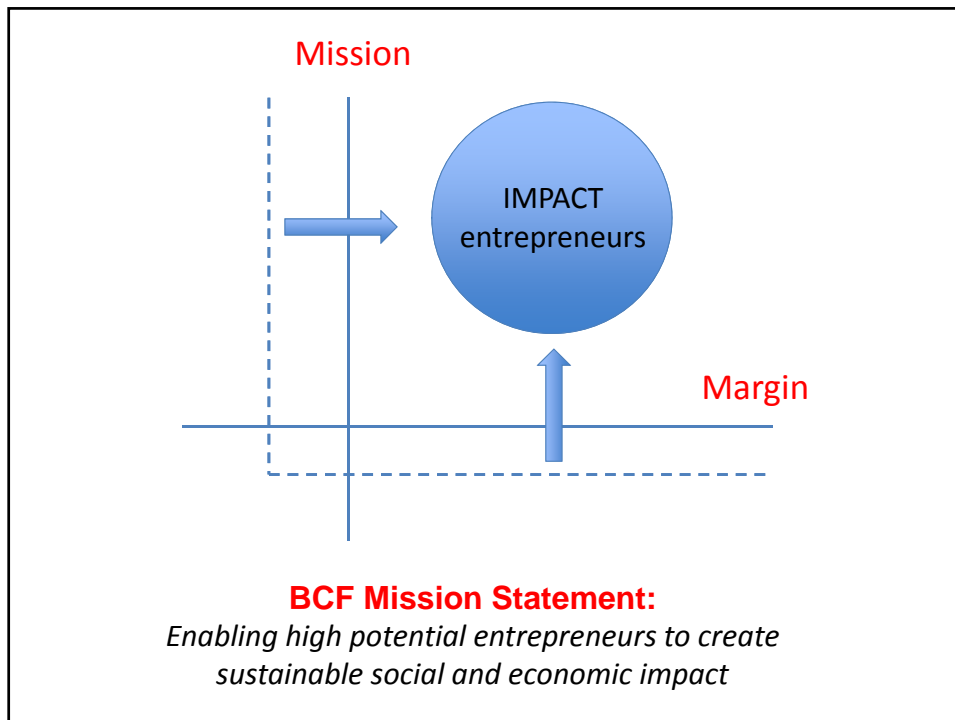 Mission
IMPACT
entrepreneurs
Margin
BCF Mission Statement:
Enabling high potential entrepreneurs to create
sustainable social and economic impact